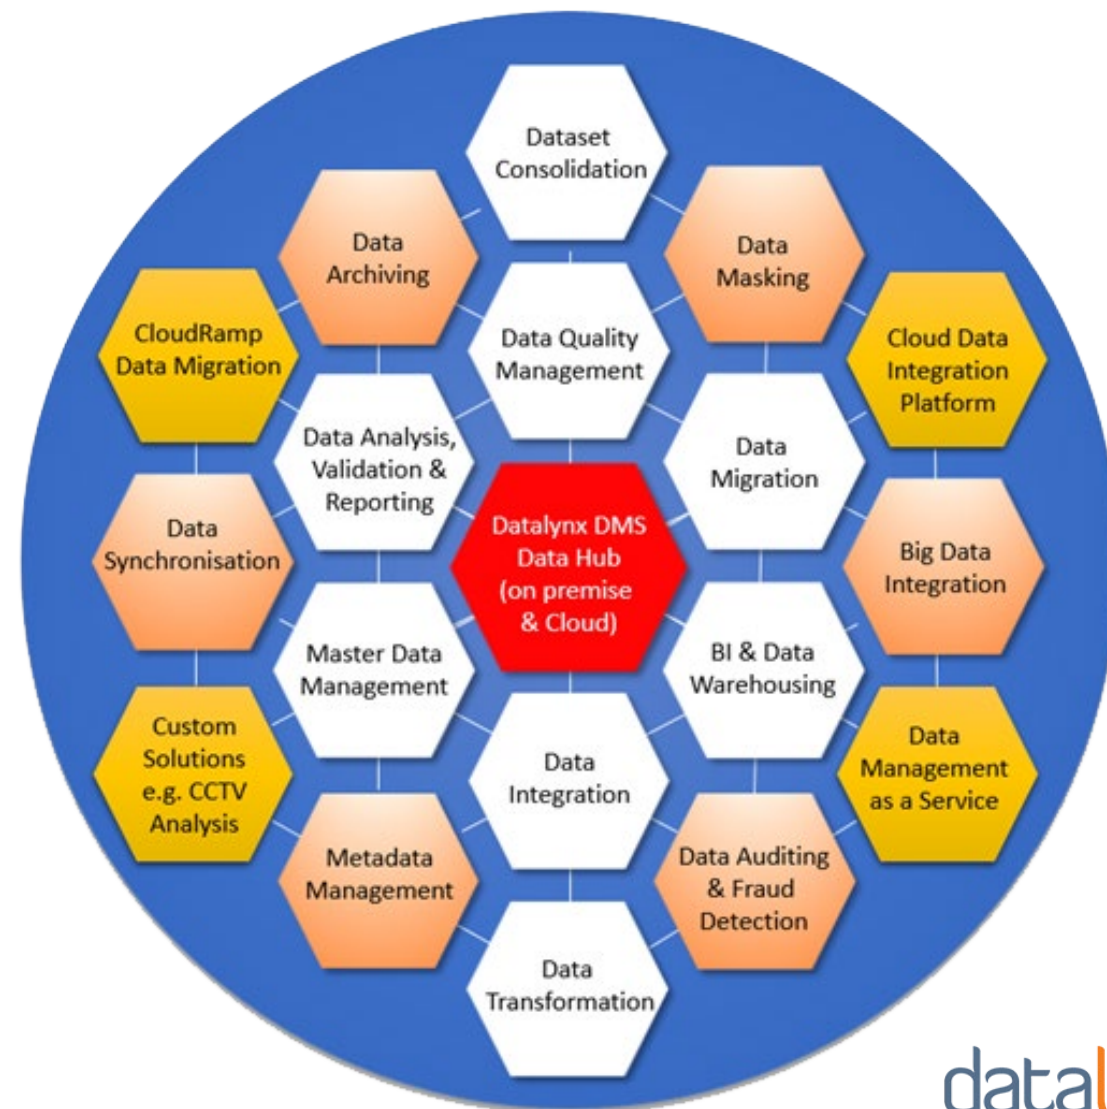 Dataset
Consolidation
Data
Archiving
Data
Masking
CloudRamp
Data Migration
Data Quality
Management
Cloud Data
Integration
Platform
Data Analysis,
Validation &
Reporting
Data
Migration
Data
Synchronisation
Datalynx DMS
Data Hub
(on premise
& Cloud)
Big Data
Integration
Master Data
Management
BI & Data
Warehousing
Custom
Solutions
e.g. CCTV
Analysis
Data
Integration
Data
Management
as a Service
Metadata
Management
Data Auditing
& Fraud
Detection
Data
Transformation
datal